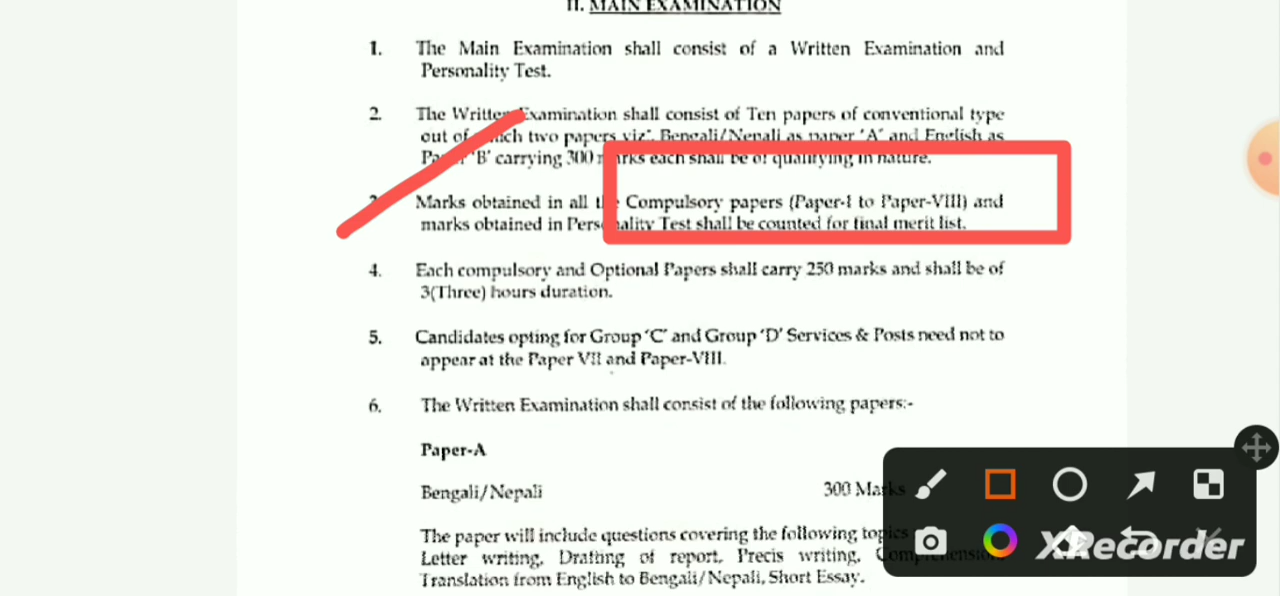 II. MAIN EXAMINATION
1. The Main Examination shall consist of a Written Examination and
Personality Test.
2. The Written Examination shall consist of Ten papers of conventional type
out of which two papers viz'. Bengali/Nepali as paper 'A' and English as
Paper 'B' carrying 300 marks each shall be of qualifying in nature.
3. Marks obtained in all the Compulsory papers (Paper-I to Paper-VIII) and
marks obtained in Personality Test shall be counted for final merit list.
4. Each compulsory and Optional Papers shall carry 250 marks and shall be of
3(Three) hours duration.
5. Candidates opting for Group 'C' and Group 'D' Services & Posts need not to
appear at the Paper VII and Paper-VIII.
6. The Written Examination shall consist of the following papers:-
Paper-A
Bengali/Nepali 300 Marks
The paper will include questions covering the following topics
Letter writing, Drafting of report, Precis writing, Comprehension,
Translation from English to Bengali/Nepali, Short Essay.
XRecorder